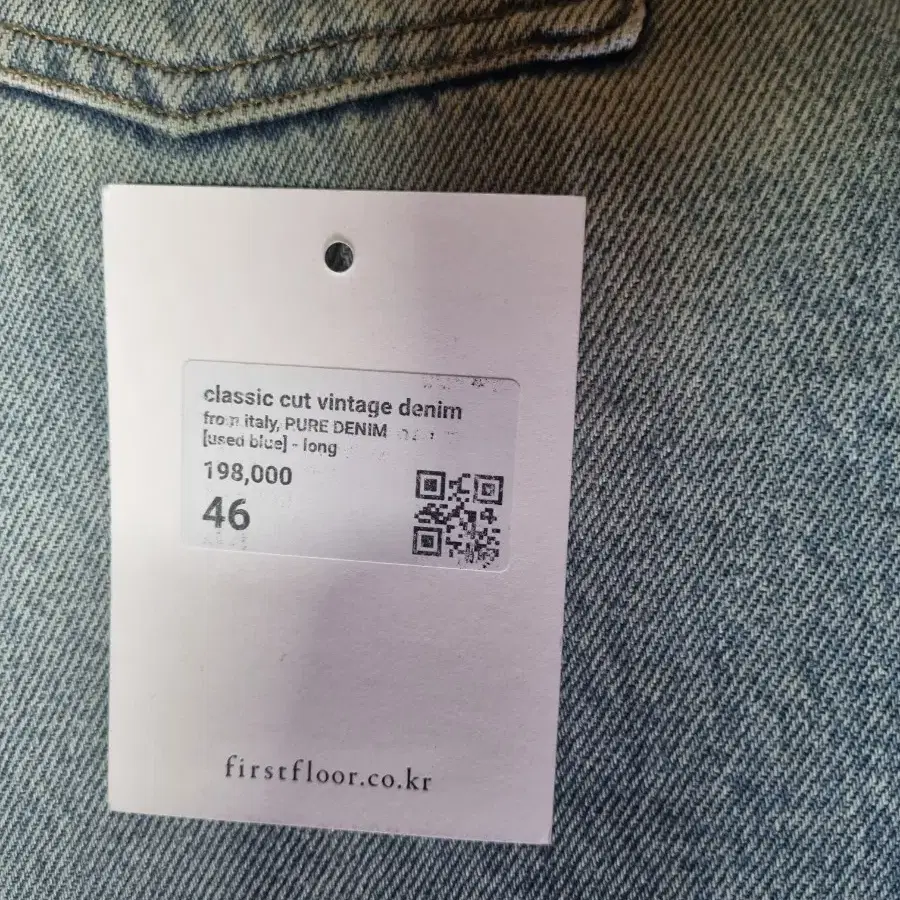 classic cut vintage denim
from italy, PURE DENIM
[used blue] - long
198,000
46
firstfloor.co.kr